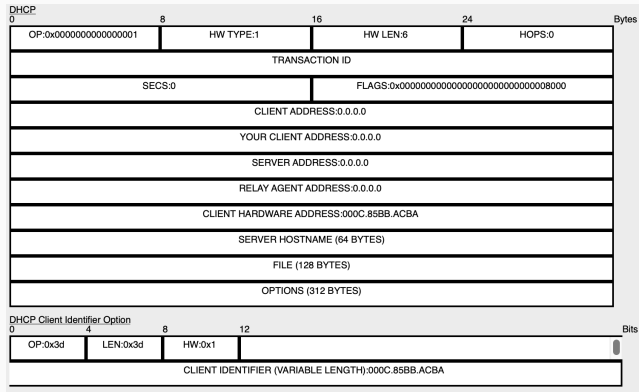 DHCP
0 8 16 24 Bytes
OP:0x0000000000000001 HW TYPE:1 HW LEN:6 HOPS:0
TRANSACTION ID
SECS:0 FLAGS:0x00000000000000000000000000008000
CLIENT ADDRESS:0.0.0.0
YOUR CLIENT ADDRESS:0.0.0.0
SERVER ADDRESS:0.0.0.0
RELAY AGENT ADDRESS:0.0.0.0
CLIENT HARDWARE ADDRESS:000C.85BB.ACBA
SERVER HOSTNAME (64 BYTES)
FILE (128 BYTES)
OPTIONS (312 BYTES)
DHCP Client Identifier Option
0 4 8 12 Bits
OP:0x3d LEN:0x3d HW:0x1
CLIENT IDENTIFIER (VARIABLE LENGTH):000C.85BB.ACBA